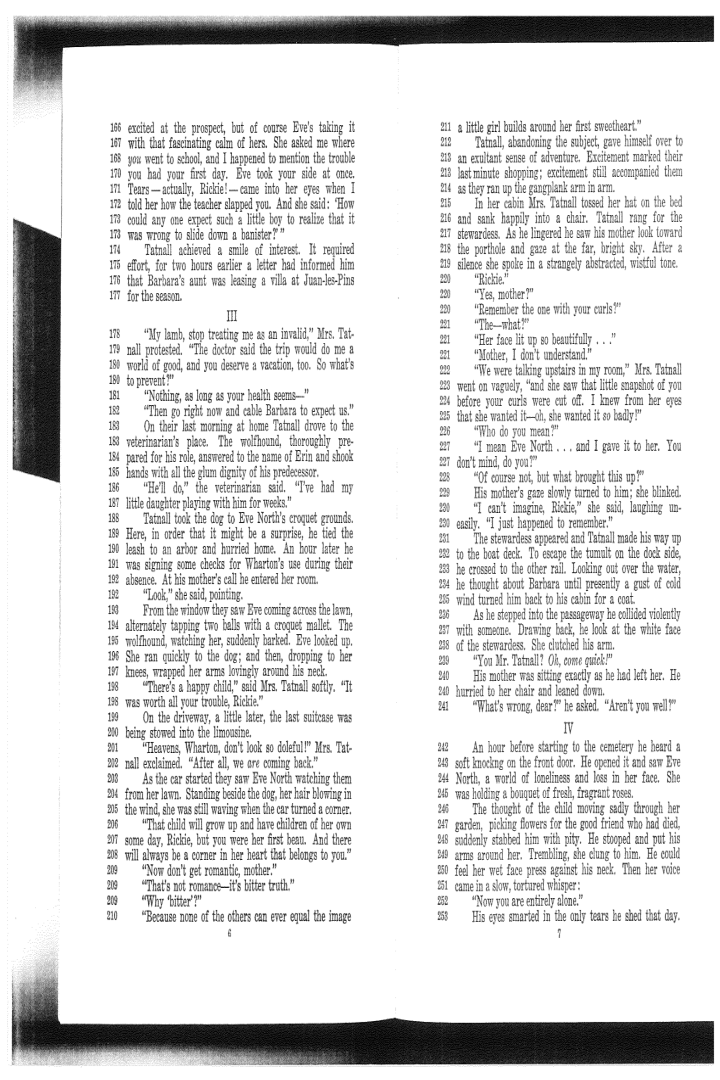 166 excited at the prospect, but of course Eve's taking it
167 with that fascinating calm of hers. She asked me where
168 you went to school, and I happened to mention the trouble
170 you had your first day. Eve took your side at once.
171 Tears—actually, Rickie!—came into her eyes when I
172 told her how the teacher slapped you. And she said: 'How
173 could any one expect such a little boy to realize that it
173 was wrong to slide down a banister?' "
174 Tatnall achieved a smile of interest. It required
175 effort, for two hours earlier a letter had informed him
176 that Barbara's aunt was leasing a villa at Juan-les-Pins
177 for the season.
III
178 "My lamb, stop treating me as an invalid," Mrs. Tat-
179 nall protested. "The doctor said the trip would do me a
180 world of good, and you deserve a vacation, too. So what's
180 to prevent?"
181 "Nothing, as long as your health seems—"
182 "Then go right now and cable Barbara to expect us."
183 On their last morning at home Tatnall drove to the
183 veterinarian's place. The wolfhound, thoroughly pre-
184 pared for his role, answered to the name of Erin and shook
185 hands with all the glum dignity of his predecessor.
186 "He'll do," the veterinarian said. "I've had my
187 little daughter playing with him for weeks."
188 Tatnall took the dog to Eve North's croquet grounds.
189 Here, in order that it might be a surprise, he tied the
190 leash to an arbor and hurried home. An hour later he
191 was signing some checks for Wharton's use during their
192 absence. At his mother's call he entered her room.
192 "Look," she said, pointing.
193 From the window they saw Eve coming across the lawn,
194 alternately tapping two balls with a croquet mallet. The
195 wolfhound, watching her, suddenly barked. Eve looked up.
196 She ran quickly to the dog; and then, dropping to her
197 knees, wrapped her arms lovingly around his neck.
198 "There's a happy child," said Mrs. Tatnall softly. "It
198 was worth all your trouble, Rickie."
199 On the driveway, a little later, the last suitcase was
200 being stowed into the limousine.
201 "Heavens, Wharton, don't look so doleful!" Mrs. Tat-
202 nall exclaimed. "After all, we are coming back."
203 As the car started they saw Eve North watching them
204 from her lawn. Standing beside the dog, her hair blowing in
205 the wind, she was still waving when the car turned a corner.
206 "That child will grow up and have children of her own
207 some day, Rickie, but you were her first beau. And there
208 will always be a corner in her heart that belongs to you."
209 "Now don't get romantic, mother."
209 "That's not romance—it's bitter truth."
209 "Why 'bitter'?"
210 "Because none of the others can ever equal the image
6
211 a little girl builds around her first sweetheart."
212 Tatnall, abandoning the subject, gave himself over to
213 an exultant sense of adventure. Excitement marked their
213 last minute shopping; excitement still accompanied them
214 as they ran up the gangplank arm in arm.
215 In her cabin Mrs. Tatnall tossed her hat on the bed
216 and sank happily into a chair. Tatnall rang for the
217 stewardess. As he lingered he saw his mother look toward
218 the porthole and gaze at the far, bright sky. After a
219 silence she spoke in a strangely abstracted, wistful tone.
220 "Rickie."
220 "Yes, mother?"
220 "Remember the one with your curls?"
221 "The—what?"
221 "Her face lit up so beautifully . . ."
221 "Mother, I don't understand."
222 "We were talking upstairs in my room," Mrs. Tatnall
223 went on vaguely, "and she saw that little snapshot of you
224 before your curls were cut off. I knew from her eyes
225 that she wanted it—oh, she wanted it so badly!"
226 "Who do you mean?"
227 "I mean Eve North . . . and I gave it to her. You
227 don't mind, do you?"
228 "Of course not, but what brought this up?"
229 His mother's gaze slowly turned to him; she blinked.
230 "I can't imagine, Rickie," she said, laughing un-
230 easily. "I just happened to remember."
231 The stewardess appeared and Tatnall made his way up
232 to the boat deck. To escape the tumult on the dock side,
233 he crossed to the other rail. Looking out over the water,
234 he thought about Barbara until presently a gust of cold
235 wind turned him back to his cabin for a coat.
236 As he stepped into the passageway he collided violently
237 with someone. Drawing back, he look at the white face
238 of the stewardess. She clutched his arm.
239 "You Mr. Tatnall? Oh, come quick!"
240 His mother was sitting exactly as he had left her. He
240 hurried to her chair and leaned down.
241 "What's wrong, dear?" he asked. "Aren't you well?"
IV
242 An hour before starting to the cemetery he heard a
243 soft knockng on the front door. He opened it and saw Eve
244 North, a world of loneliness and loss in her face. She
245 was holding a bouquet of fresh, fragrant roses.
246 The thought of the child moving sadly through her
247 garden, picking flowers for the good friend who had died,
248 suddenly stabbed him with pity. He stooped and put his
249 arms around her. Trembling, she clung to him. He could
250 feel her wet face press against his neck. Then her voice
251 came in a slow, tortured whisper:
252 "Now you are entirely alone."
253 His eyes smarted in the only tears he shed that day.
7